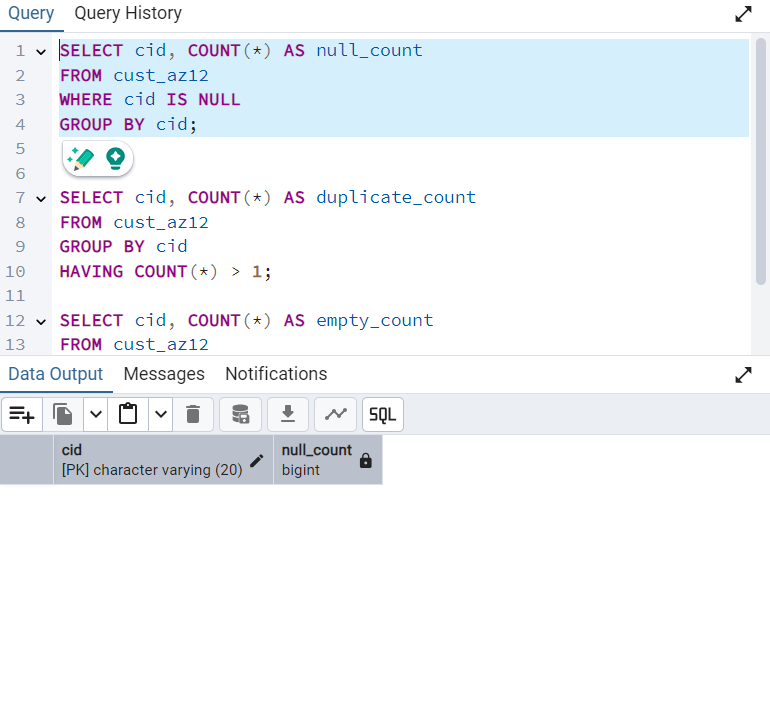 Query Query History
1 SELECT cid, COUNT(*) AS null_count
2 FROM cust_az12
3 WHERE cid IS NULL
4 GROUP BY cid;
5
6
7 SELECT cid, COUNT(*) AS duplicate_count
8 FROM cust_az12
9 GROUP BY cid
10 HAVING COUNT(*) > 1;
11
12 SELECT cid, COUNT(*) AS empty_count
13 FROM cust_az12
Data Output Messages Notifications
SQL
cid null_count
[PK] character varying (20) bigint